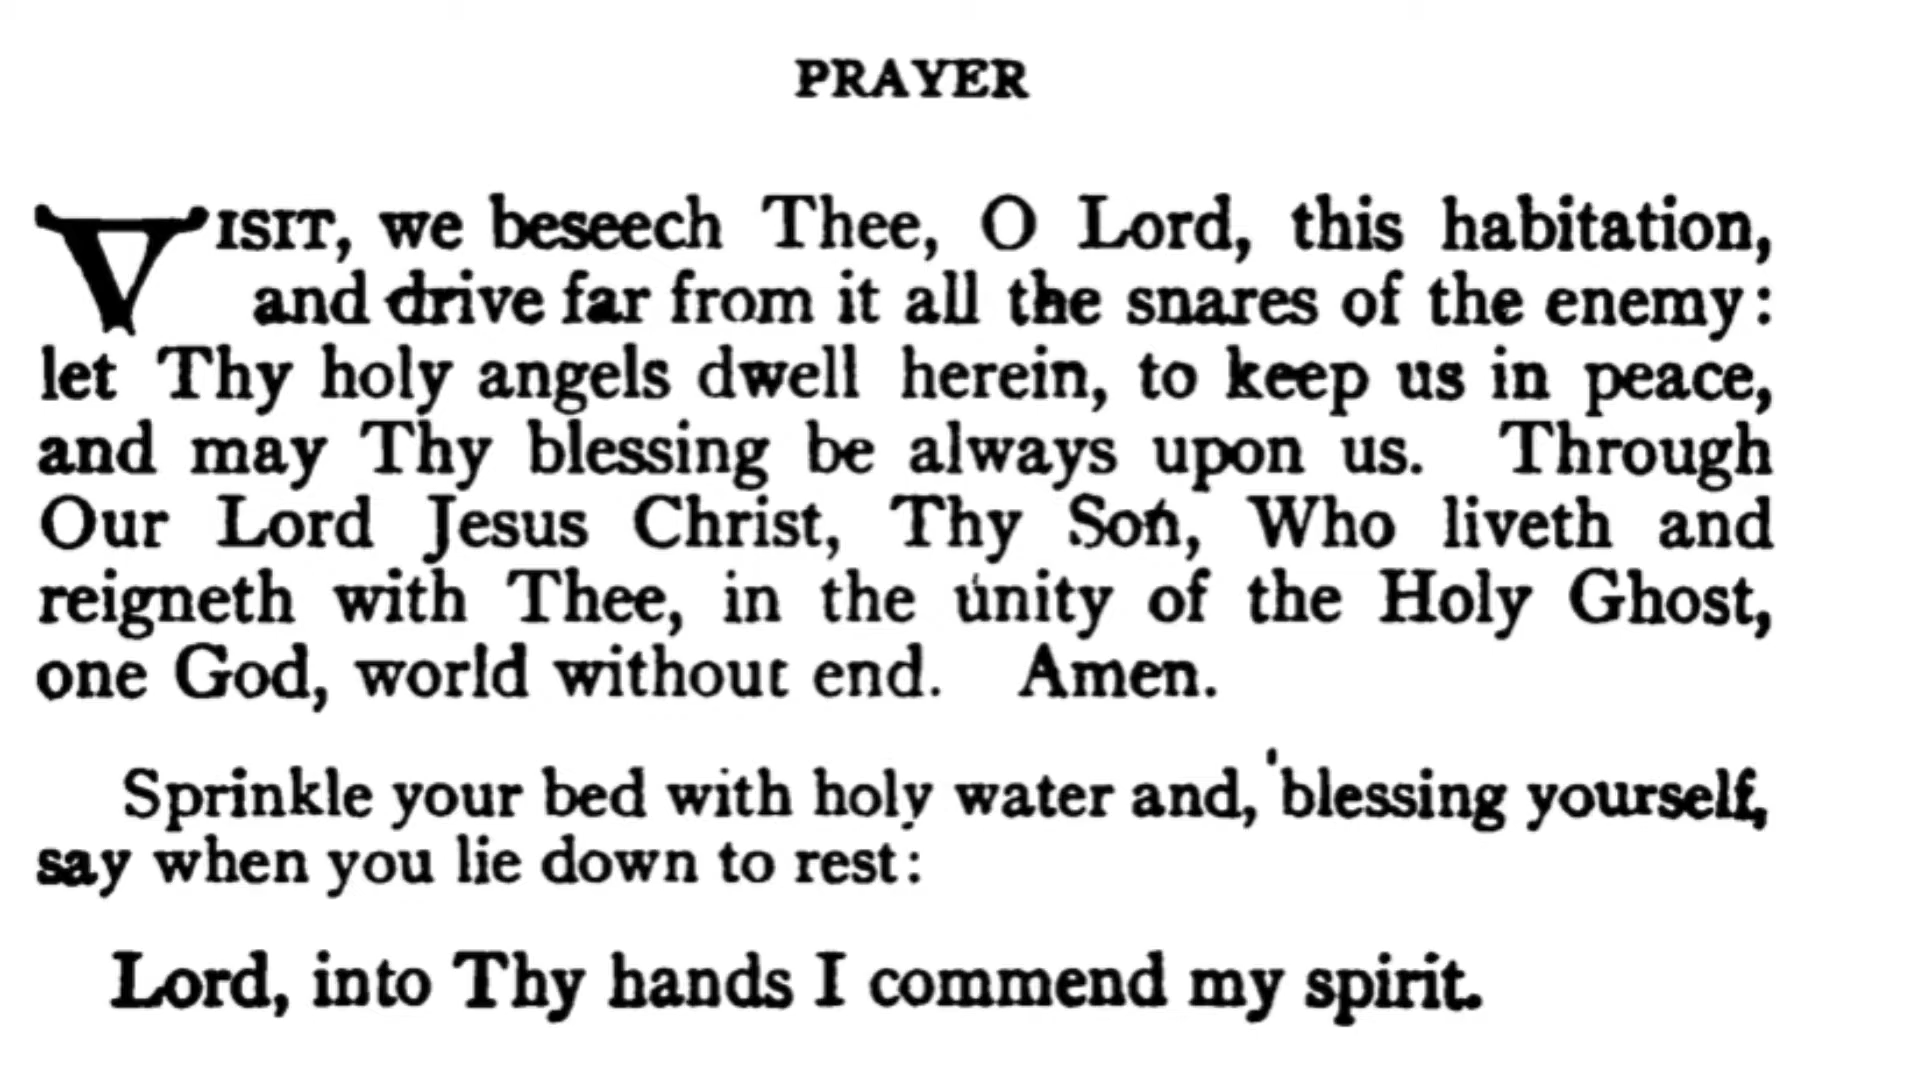 PRAYER
VISIT, we beseech Thee, O Lord, this habitation,
and drive far from it all the snares of the enemy:
let Thy holy angels dwell herein, to keep us in peace,
and may Thy blessing be always upon us. Through
Our Lord Jesus Christ, Thy Son, Who liveth and
reigneth with Thee, in the unity of the Holy Ghost,
one God, world without end. Amen.
Sprinkle your bed with holy water and, blessing yourself,
say when you lie down to rest:
Lord, into Thy hands I commend my spirit.